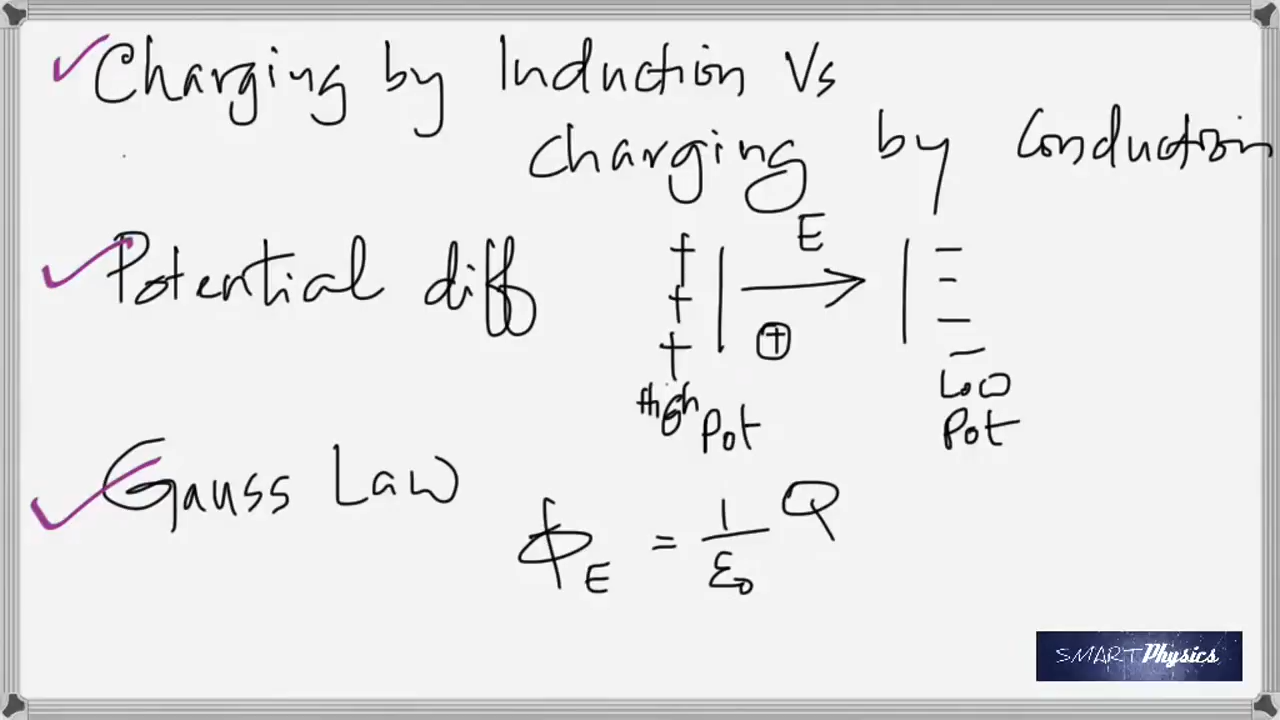 Charging by Induction Vs
charging by Conduction
Potential diff
E
+
+
+
+
−
−
−
−
High Pot
Low
Pot
Gauss Law
ϕE = 1/ε0 Q
SMART Physics